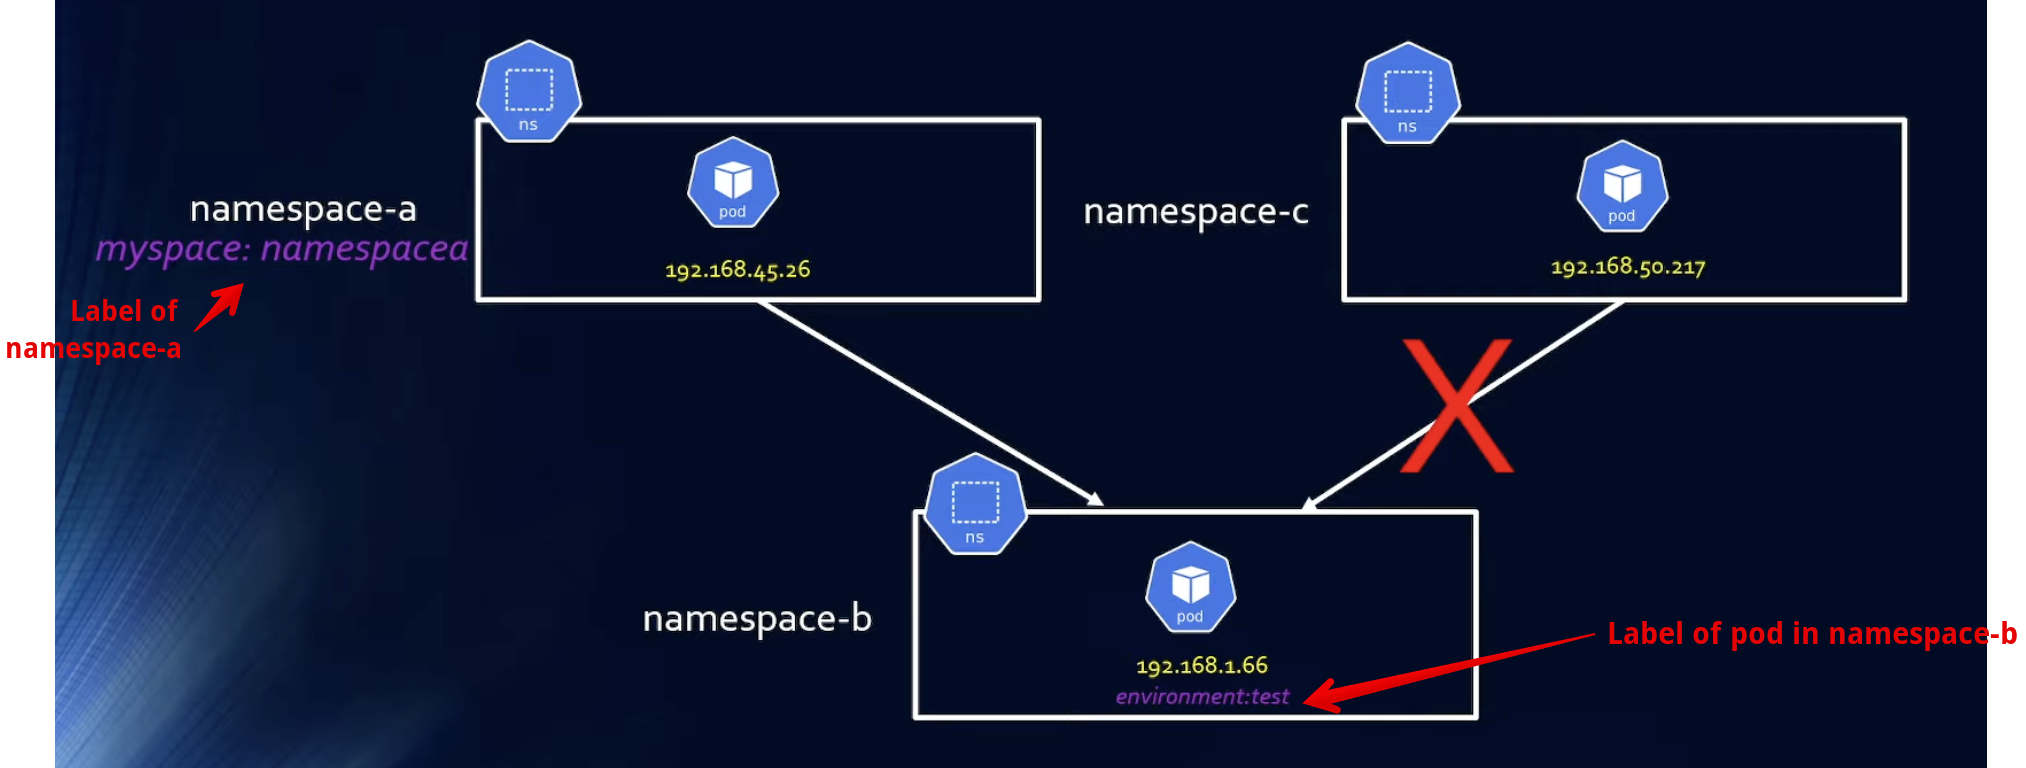 ns
pod
namespace-a
myspace: namespacea
192.168.45.26
Label of
namespace-a
ns
pod
namespace-c
192.168.50.217
X
ns
pod
namespace-b
192.168.1.66
environment:test
Label of pod in namespace-b